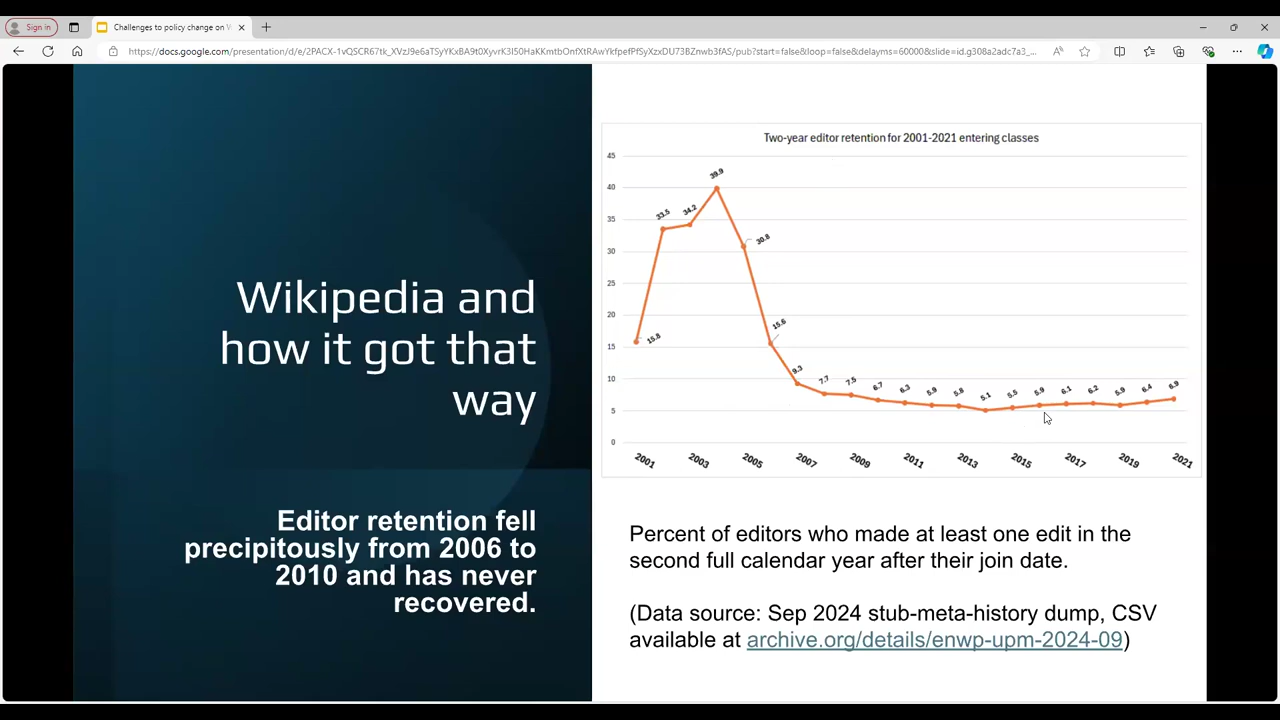 Sign in
Challenges to policy change on W
https://docs.google.com/presentation/d/e/2PACX-1vQSCR67tk_XVzJ9e6aTSyYKxBA9t0XyvrK3I50HaKKmtbOnfXtRAwYkfpefPfSyXzxDU73BZnwb3fAS/pub?start=false&loop=false&delayms=60000&slide=id.g308a2adc7a3_...
Wikipedia and
how it got that
way
Editor retention fell
precipitously from 2006 to
2010 and has never
recovered.
Two-year editor retention for 2001-2021 entering classes
45
40
35
30
25
20
15
10
5
0
15.8
33.5
34.2
39.9
30.8
15.6
9.3
7.7
7.5
6.7
6.3
5.9
5.8
5.1
5.5
5.9
6.1
6.2
5.9
6.4
6.9
2001 2003 2005 2007 2009 2011 2013 2015 2017 2019 2021
Percent of editors who made at least one edit in the
second full calendar year after their join date.
(Data source: Sep 2024 stub-meta-history dump, CSV
available at archive.org/details/enwp-upm-2024-09)